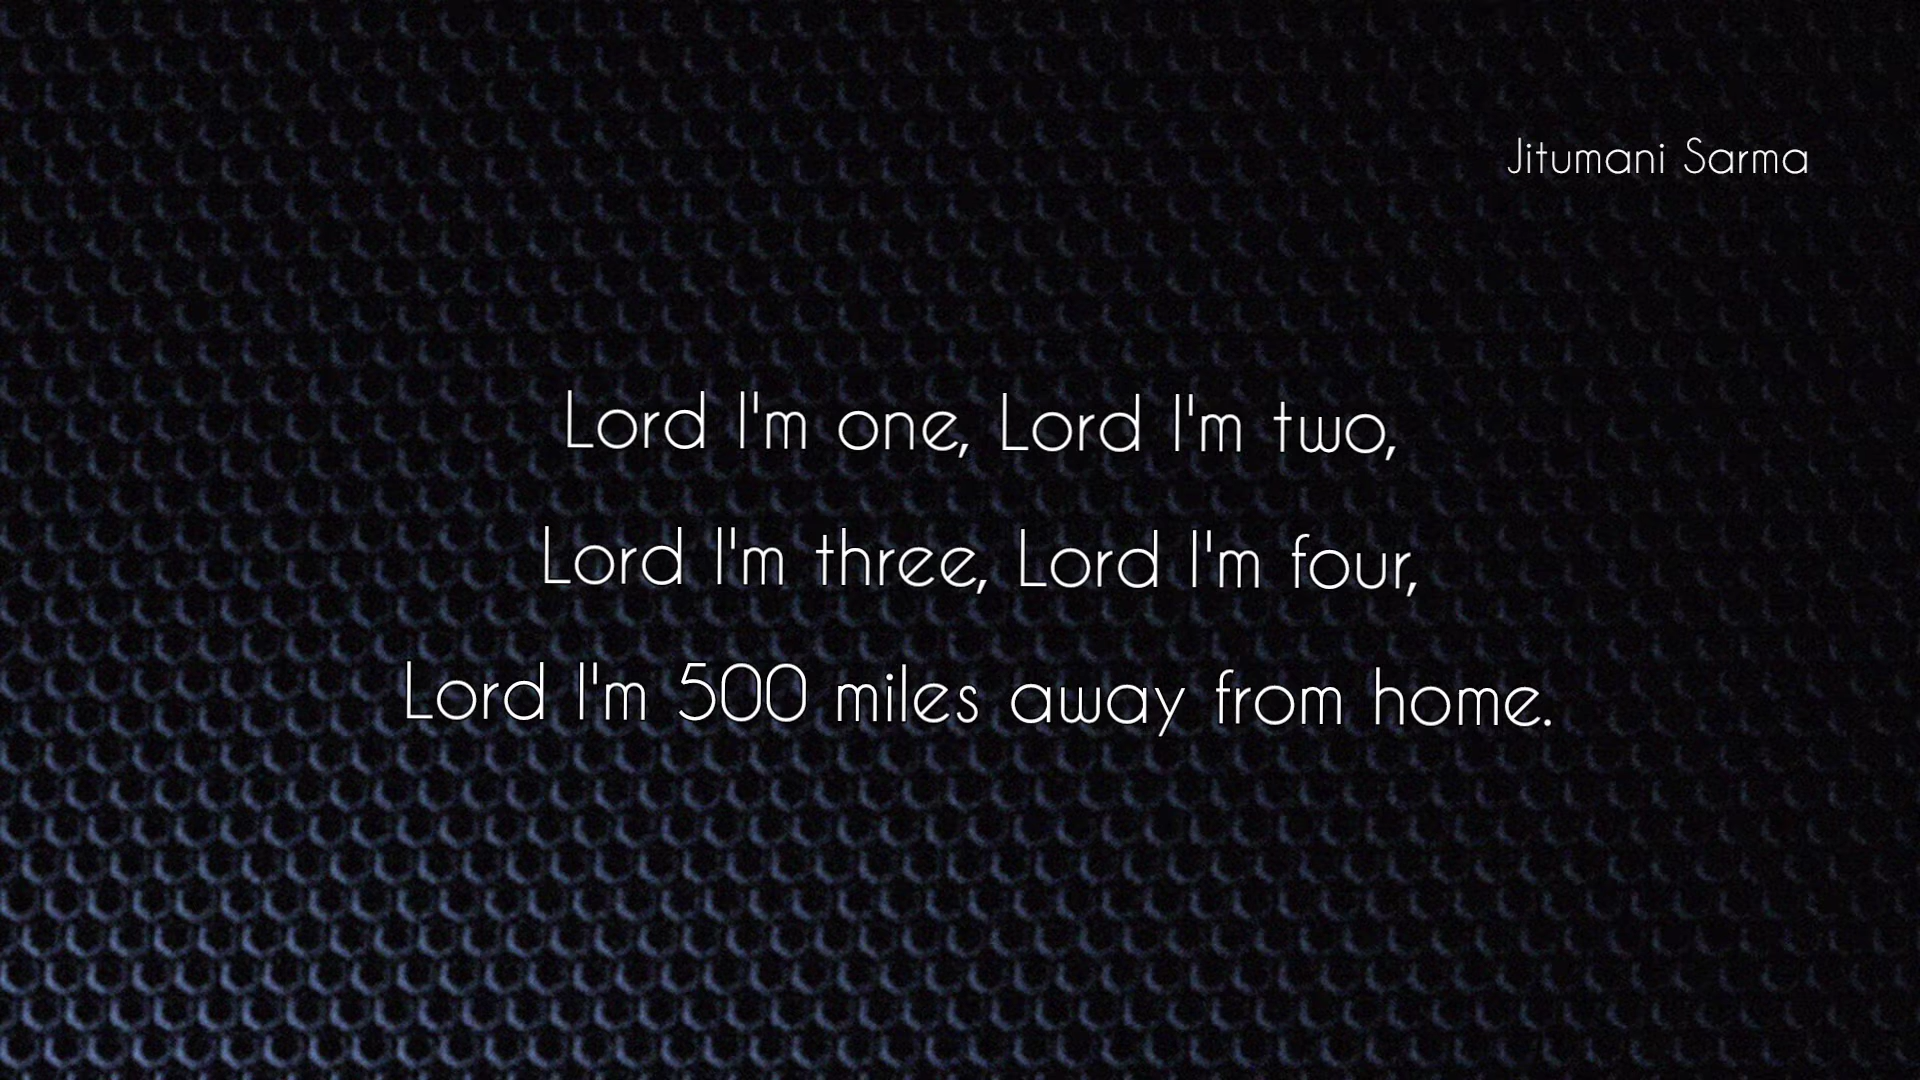 Jitumani Sarma
Lord I'm one, Lord I'm two,
Lord I'm three, Lord I'm four,
Lord I'm 500 miles away from home.